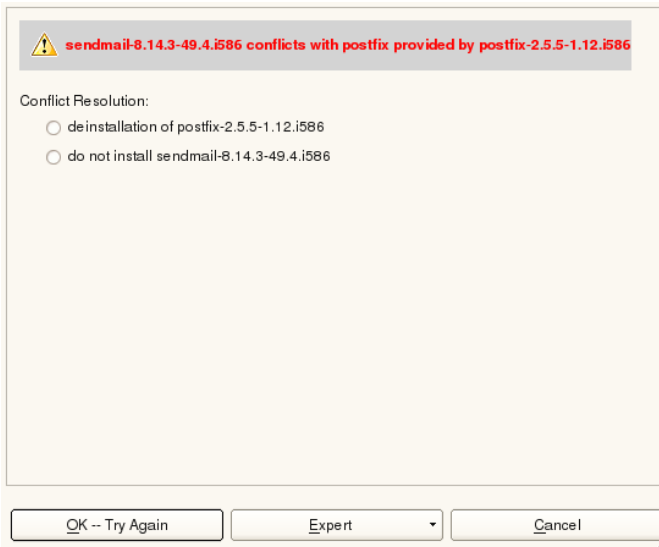 sendmail-8.14.3-49.4.i586 conflicts with postfix provided by postfix-2.5.5-1.12.i586
Conflict Resolution:
deinstallation of postfix-2.5.5-1.12.i586
do not install sendmail-8.14.3-49.4.i586
OK -- Try Again
Expert
Cancel